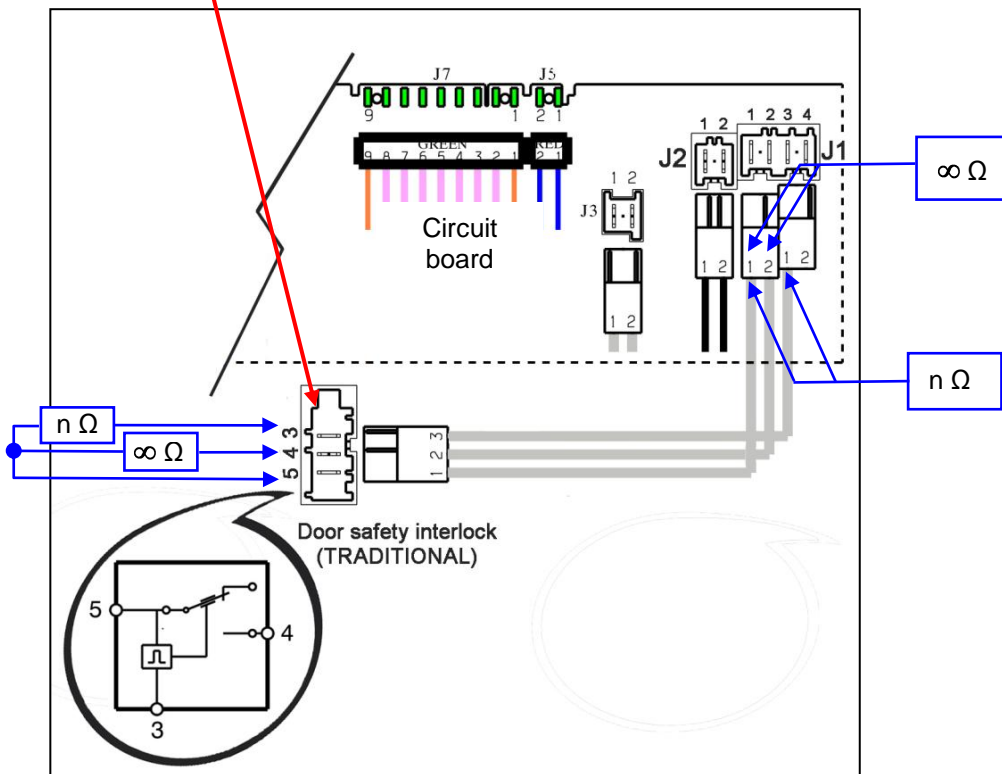 J7 J5
9 1 2 1
GREEN RED
9 8 7 6 5 4 3 2 1 2 1
1 2 1 2 3 4
J2 J1
∞ Ω
1 2
J3
Circuit
board
1 2 1 2 1 2
1 2
n Ω
n Ω
∞ Ω
3
4
5
3
2
1
Door safety interlock
(TRADITIONAL)
5
4
3